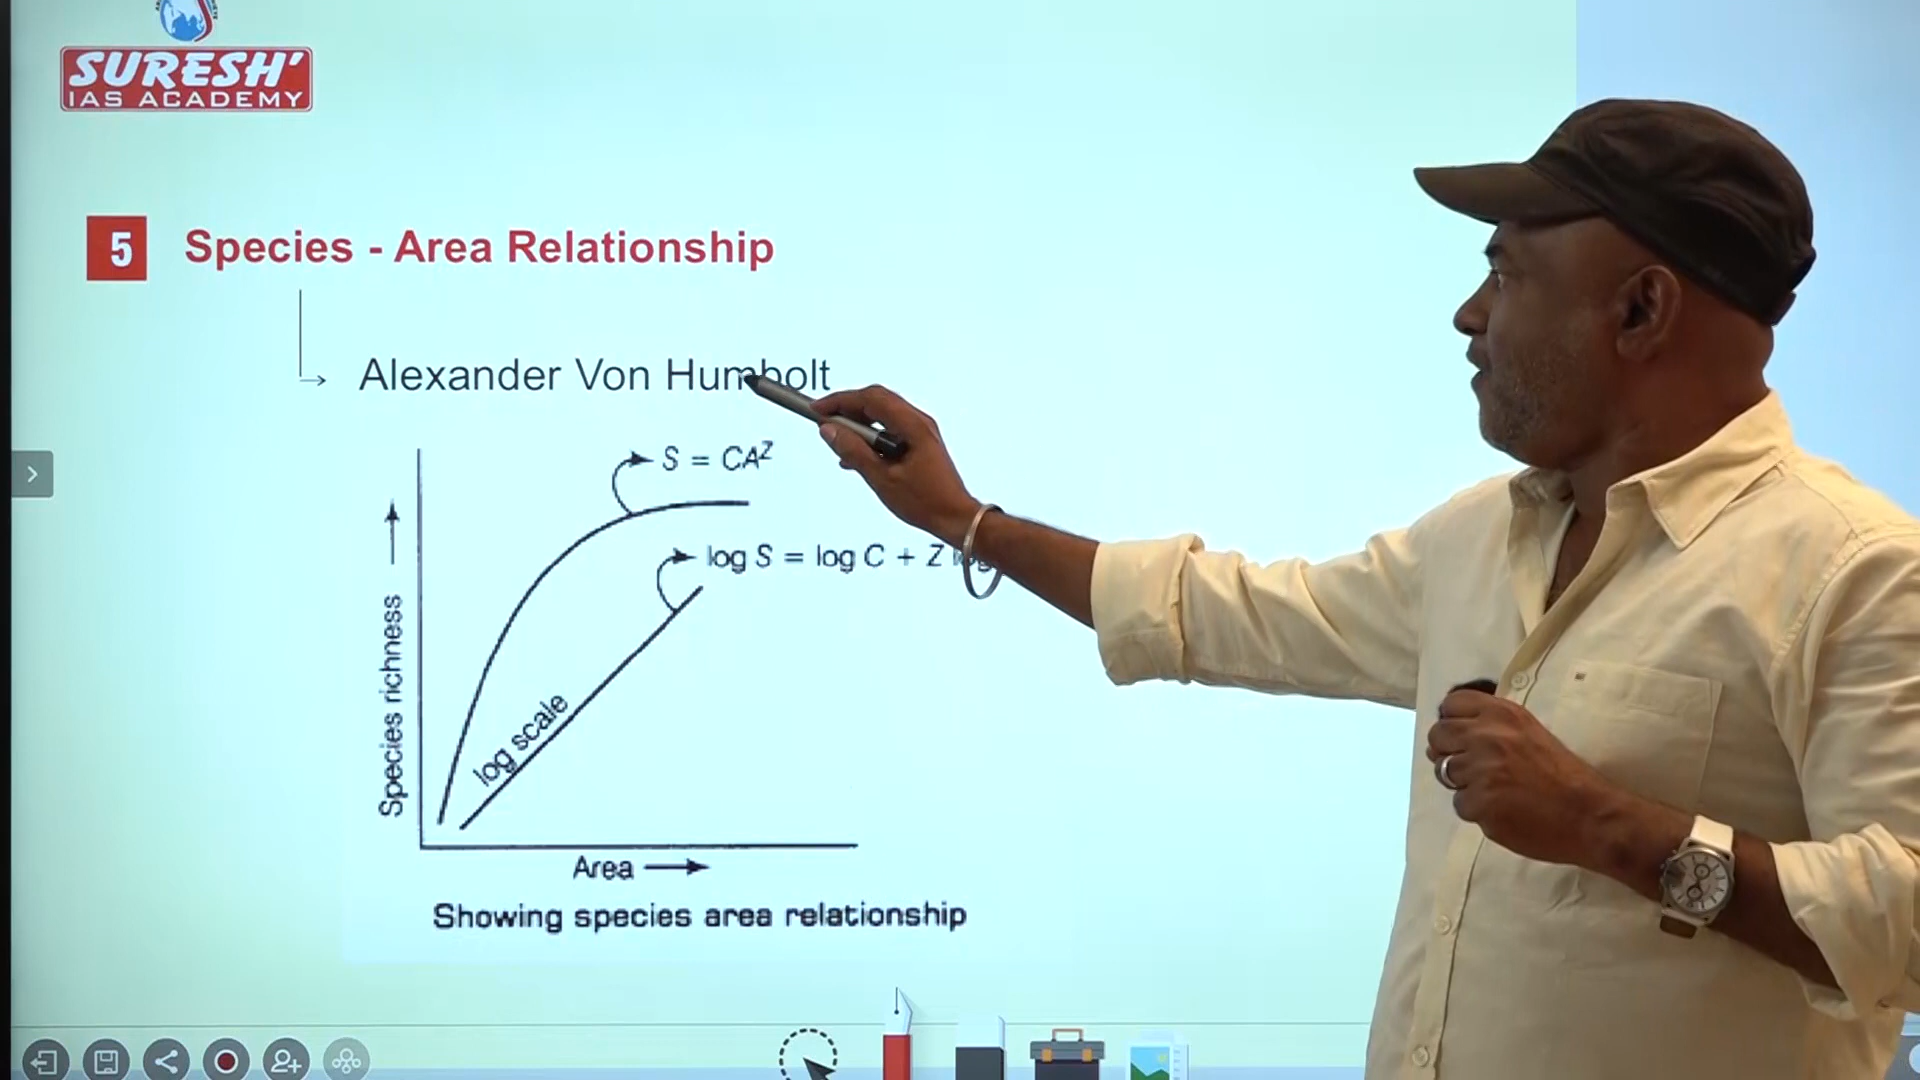 SURESH'
IAS ACADEMY
5 Species - Area Relationship
Alexander Von Humbolt
S = CA^Z
log S = log C + Z
log scale
Species richness
Area
Showing species area relationship